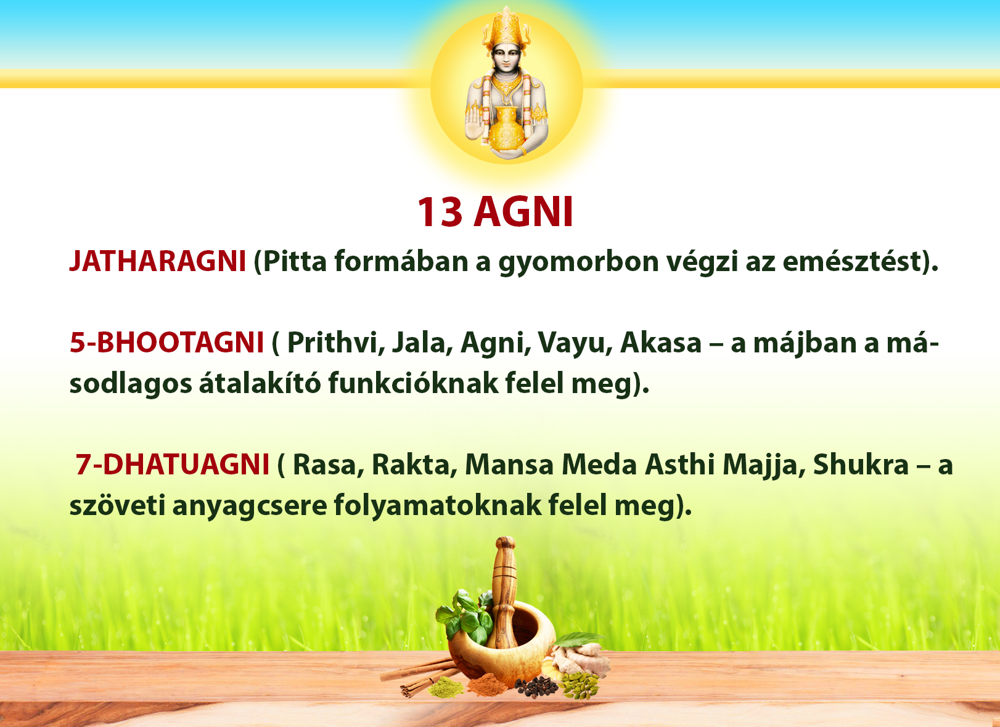 13 AGNI
JATHARAGNI (Pitta formában a gyomorbon végzi az emésztést).
5-BHOOTAGNI ( Prithvi, Jala, Agni, Vayu, Akasa – a májban a má-
sodlagos átalakító funkcióknak felel meg).
7-DHATUAGNI ( Rasa, Rakta, Mansa Meda Asthi Majja, Shukra – a
szöveti anyagcsere folyamatoknak felel meg).